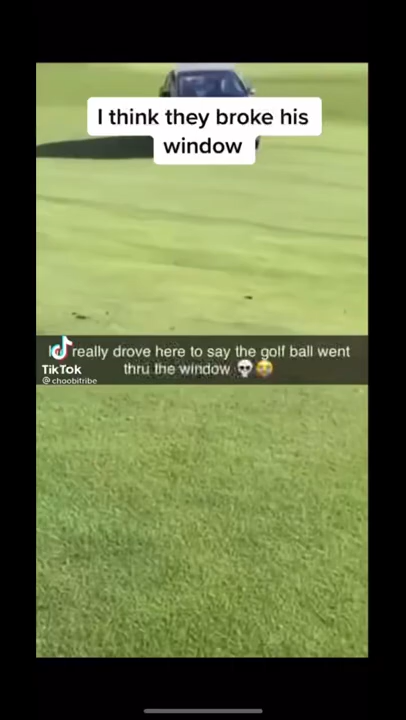 I think they broke his
window
really drove here to say the golf ball went
thru the window 💀😭
TikTok
@choobitribe